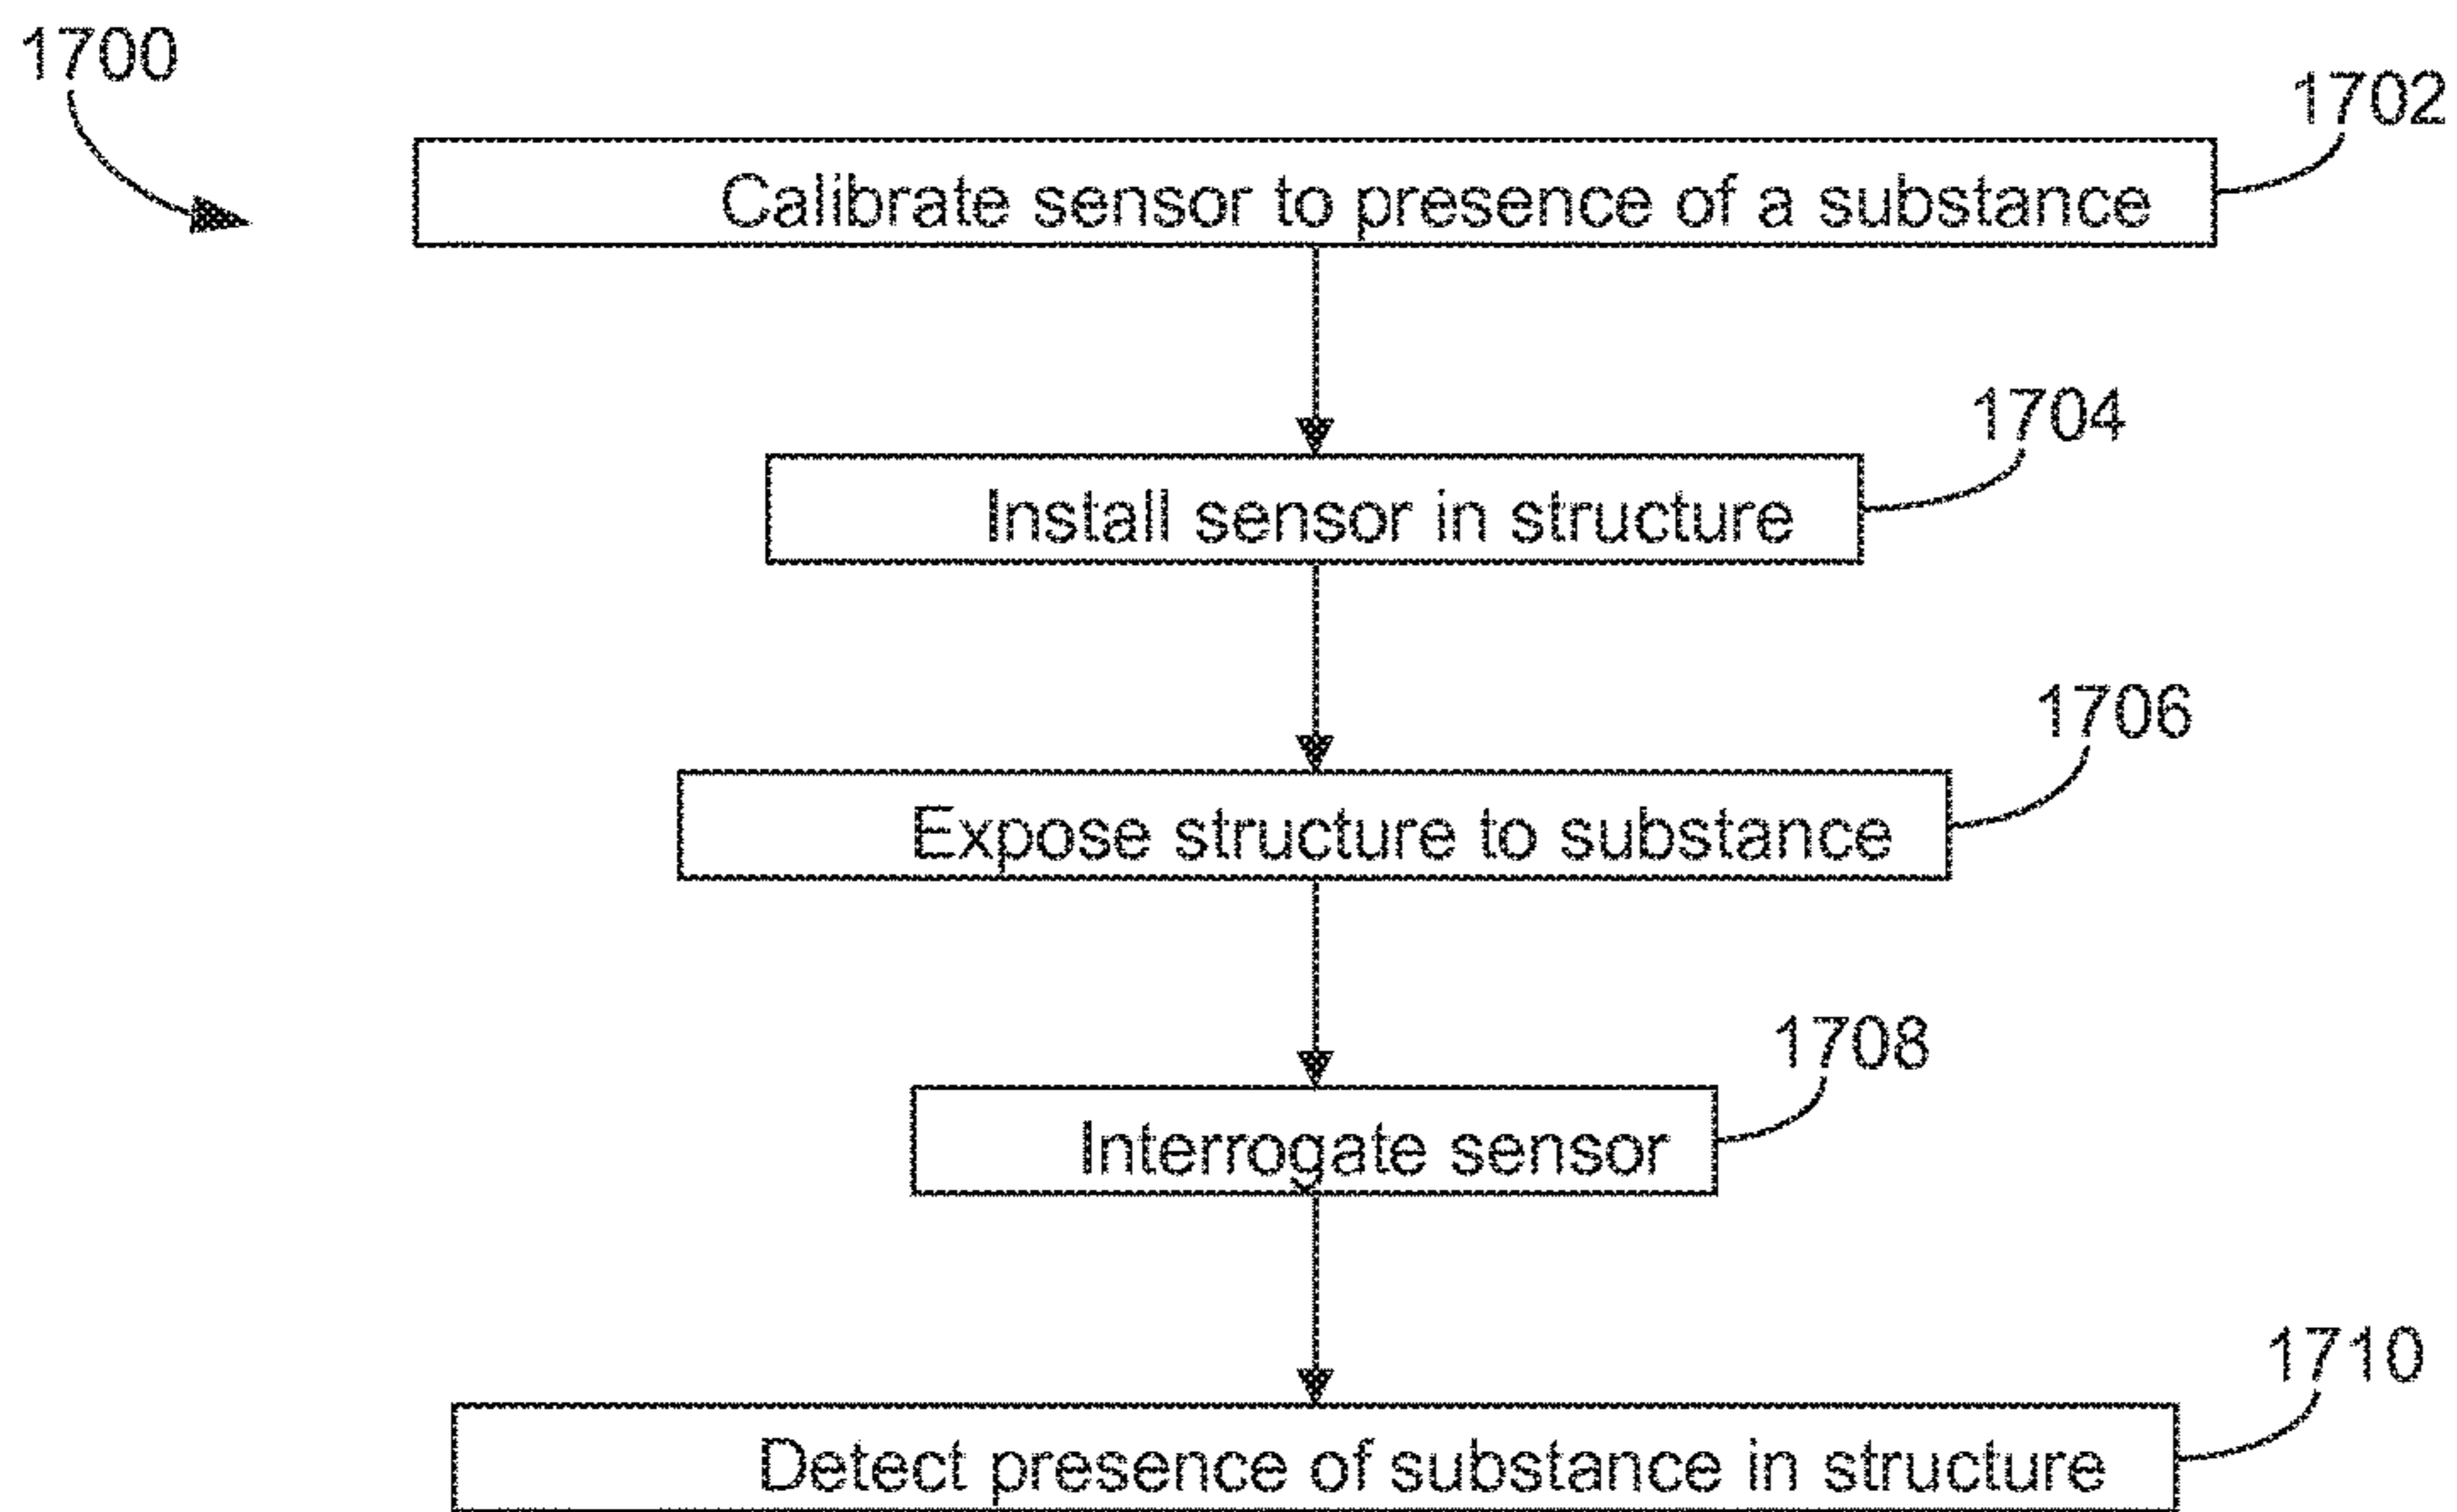 1700
1702
Calibrate sensor to presence of a substance
1704
Install sensor in structure
1706
Expose structure to substance
1708
Interrogate sensor
1710
Detect presence of substance in structure